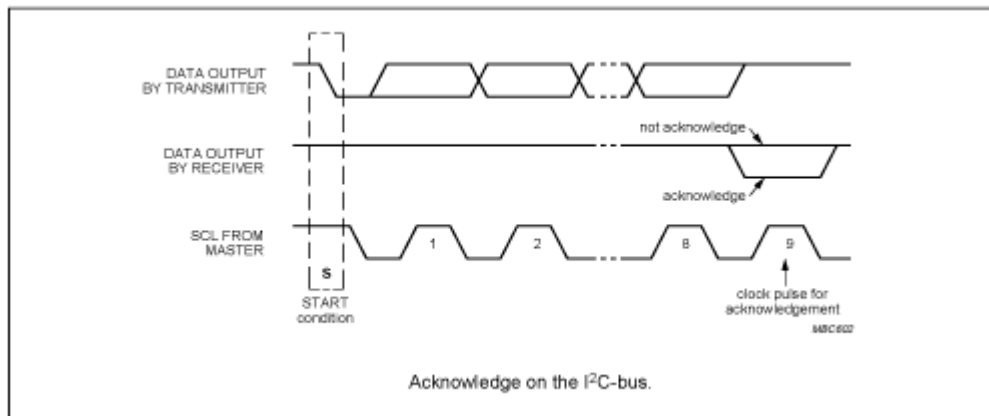 DATA OUTPUT
BY TRANSMITTER
not acknowledge
DATA OUTPUT
BY RECEIVER
acknowledge
SCL FROM
MASTER
1
2
8
9
S
START
condition
clock pulse for
acknowledgement
MBC602
Acknowledge on the I²C-bus.